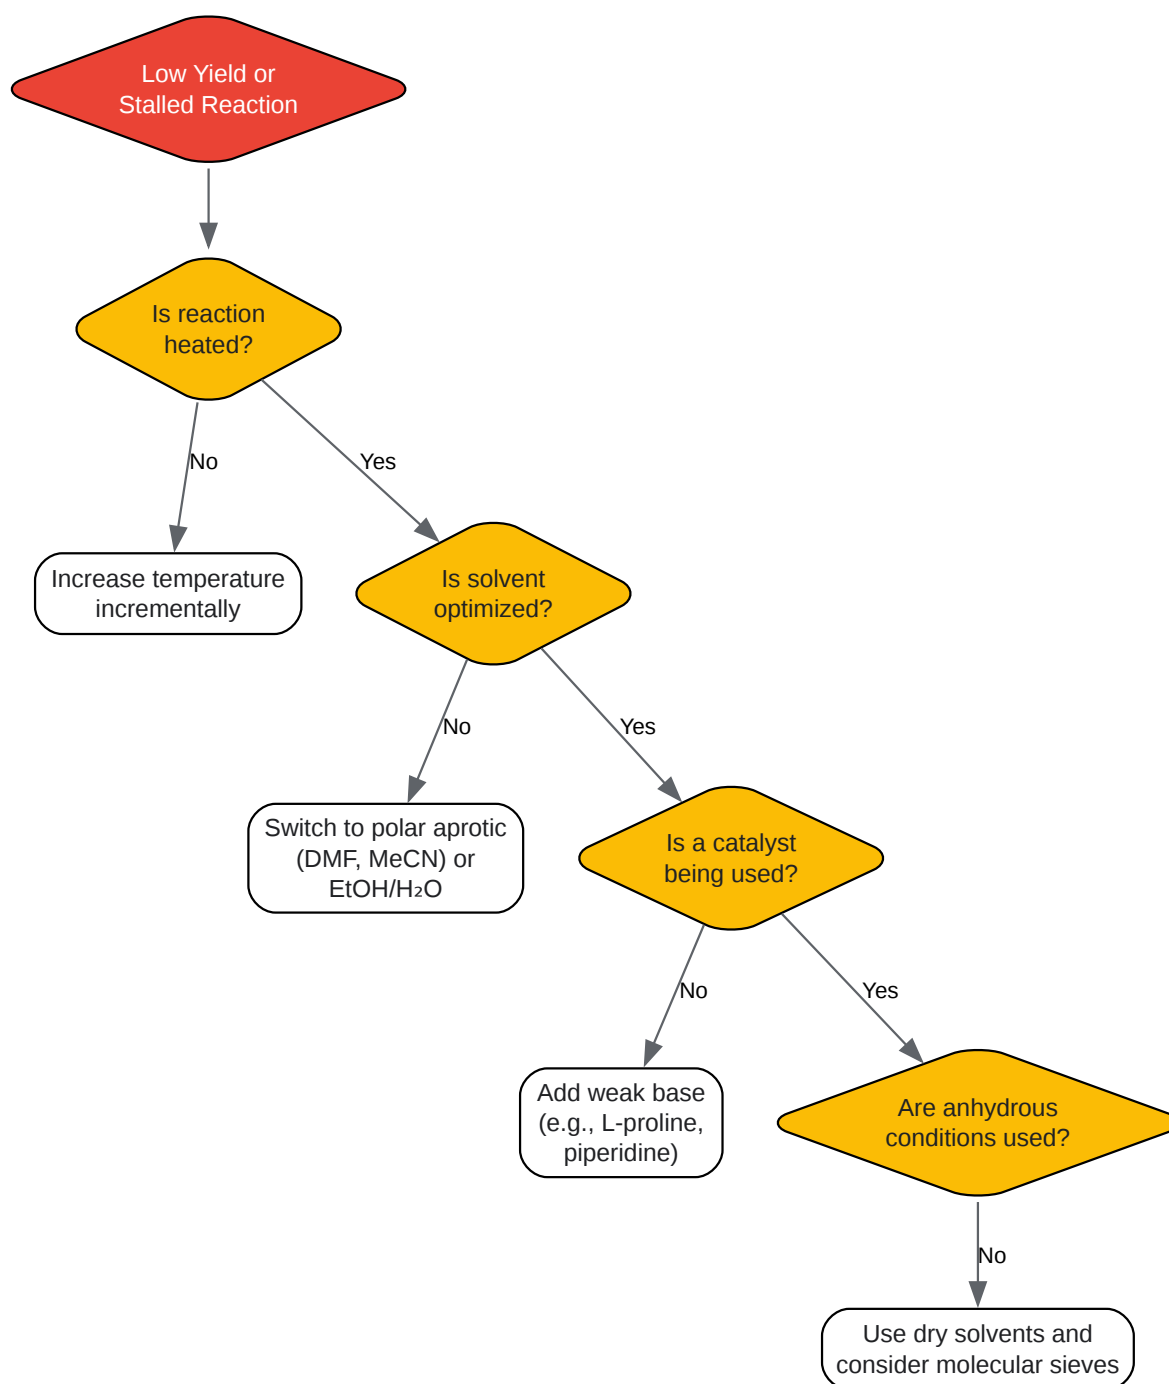 Low Yield or
Stalled Reaction
Is reaction
heated?
No
Yes
Increase temperature
incrementally
Is solvent
optimized?
No
Yes
Switch to polar aprotic
(DMF, MeCN) or
EtOH/H₂O
Is a catalyst
being used?
No
Yes
Add weak base
(e.g., L-proline,
piperidine)
Are anhydrous
conditions used?
No
Use dry solvents and
consider molecular sieves